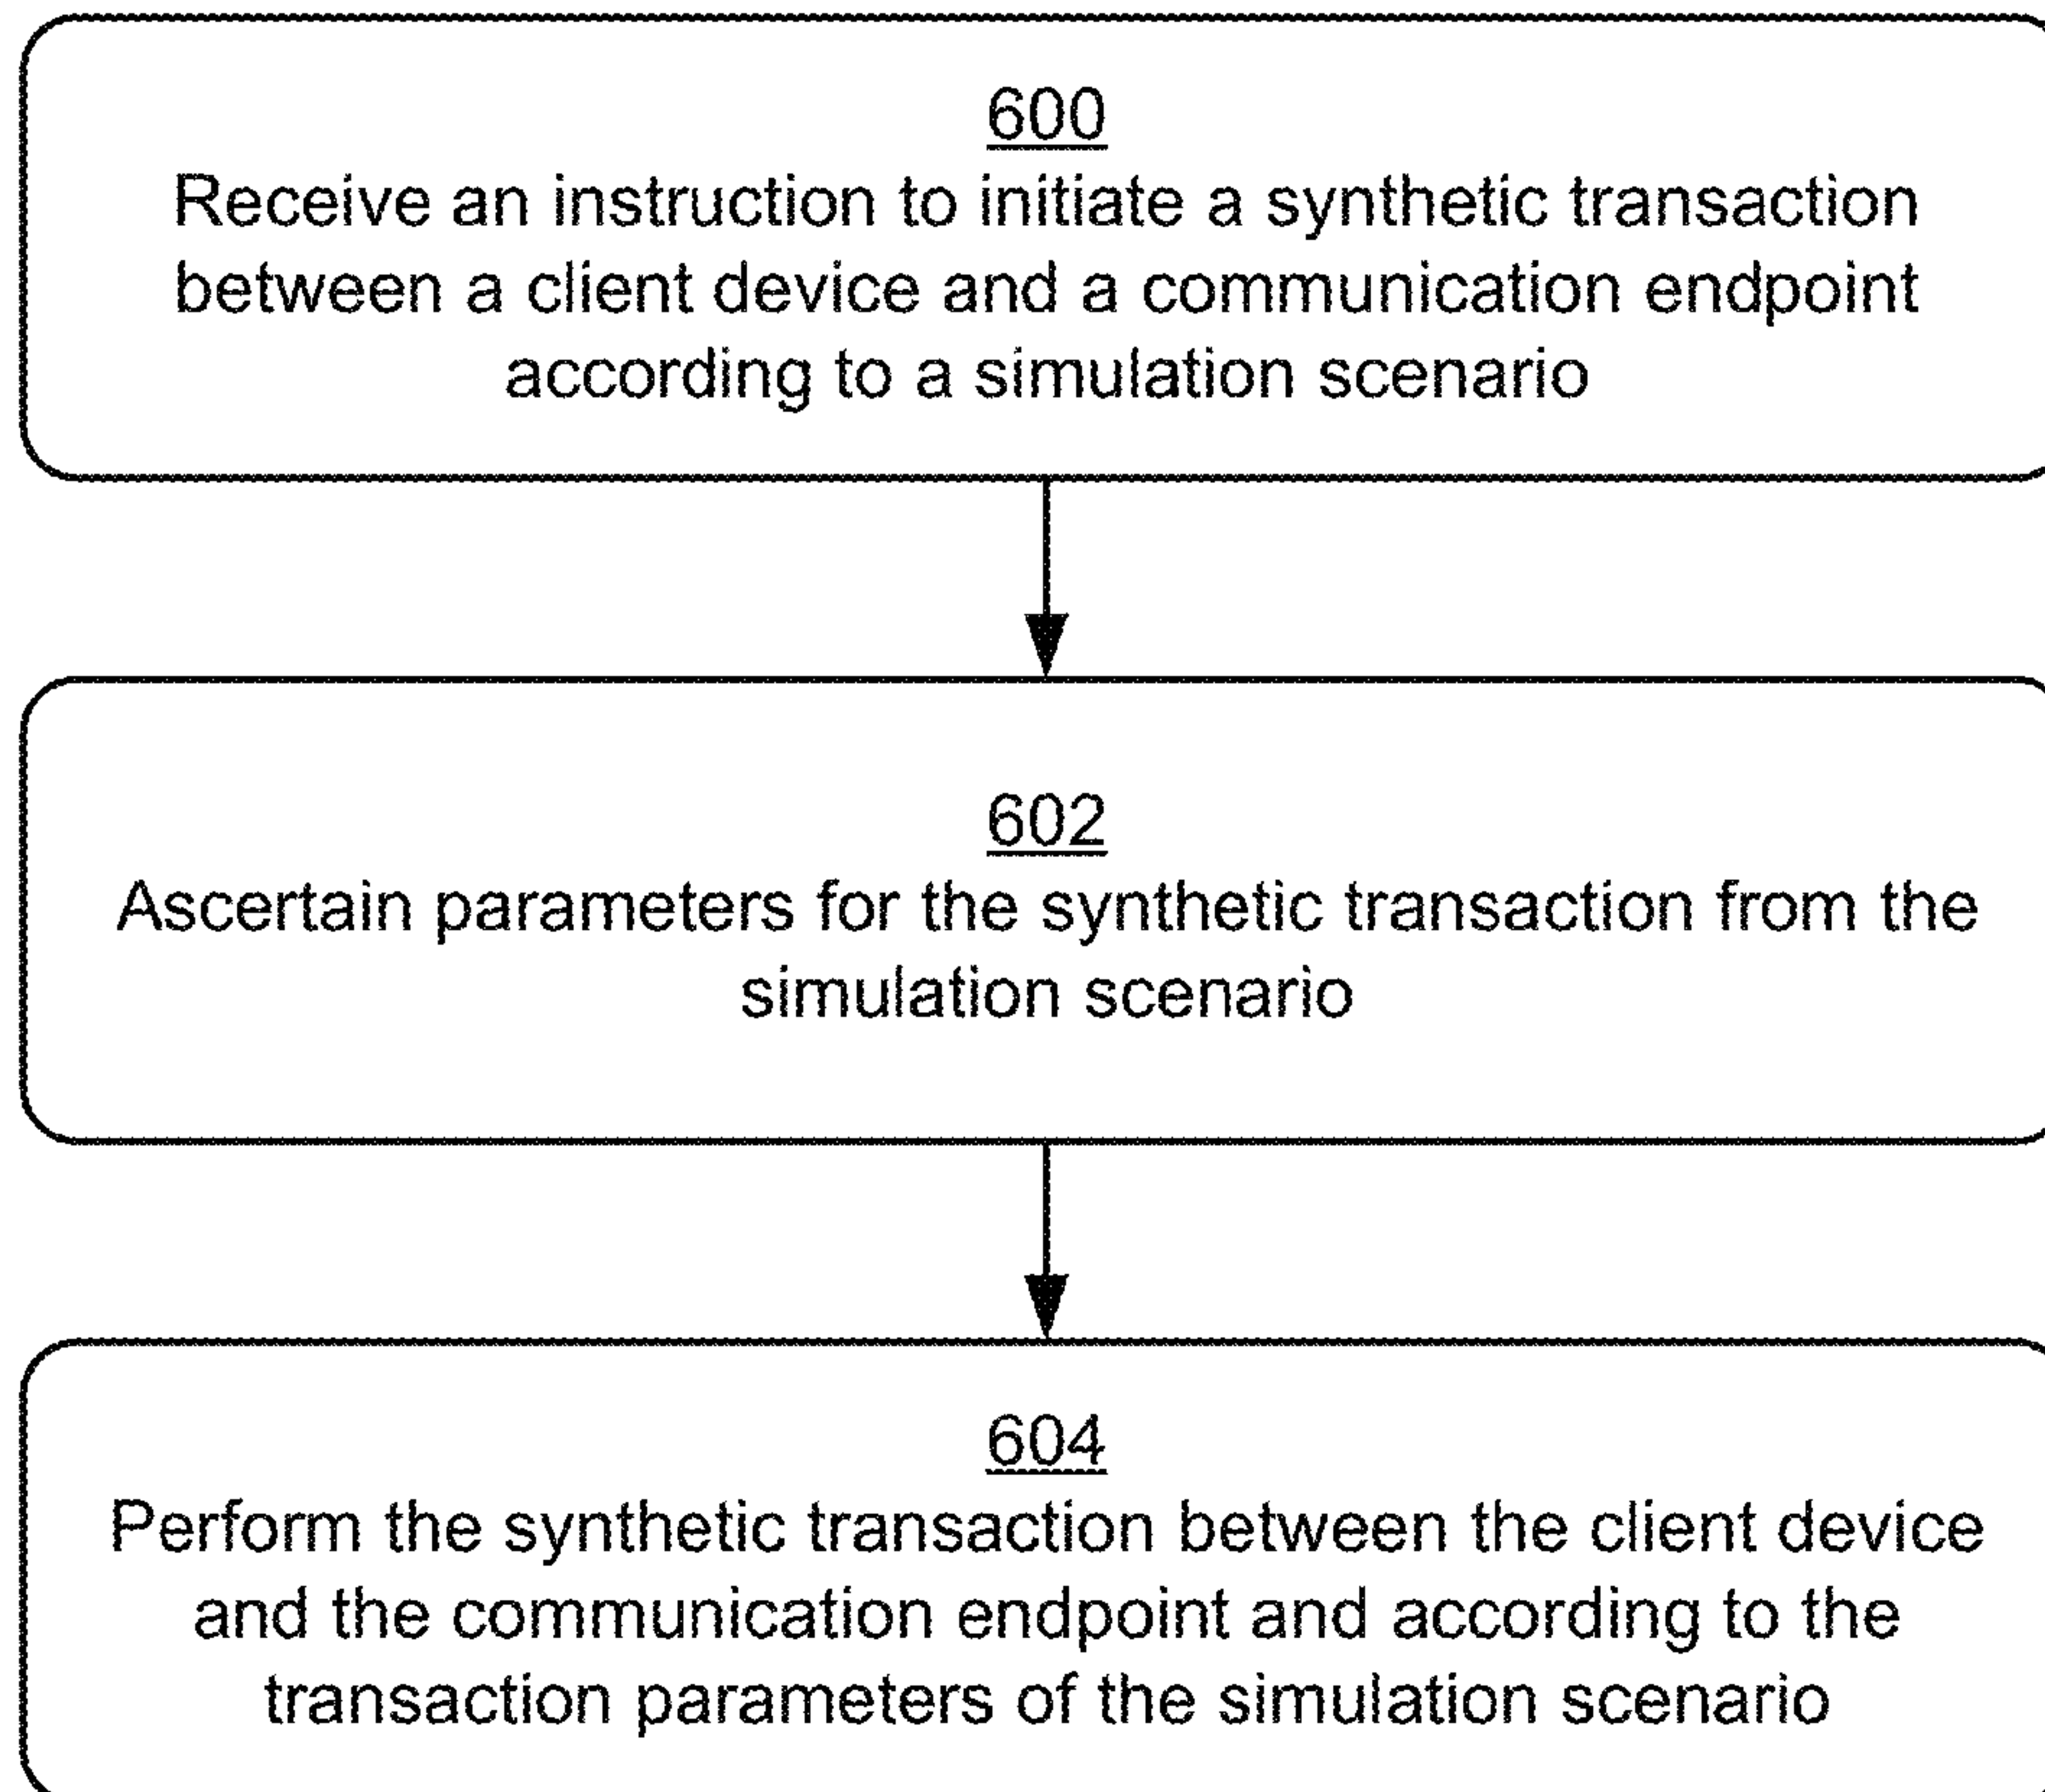 600
Receive an instruction to initiate a synthetic transaction
between a client device and a communication endpoint
according to a simulation scenario
602
Ascertain parameters for the synthetic transaction from the
simulation scenario
604
Perform the synthetic transaction between the client device
and the communication endpoint and according to the
transaction parameters of the simulation scenario